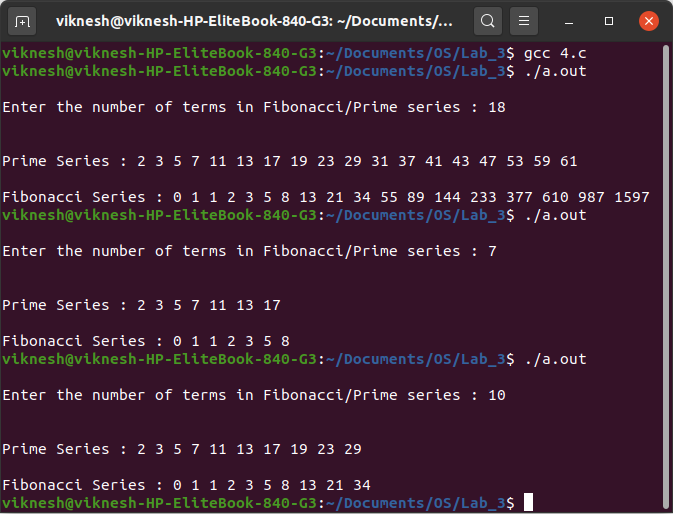 viknesh@viknesh-HP-EliteBook-840-G3: ~/Documents/...
viknesh@viknesh-HP-EliteBook-840-G3:~/Documents/OS/Lab_3$ gcc 4.c
viknesh@viknesh-HP-EliteBook-840-G3:~/Documents/OS/Lab_3$ ./a.out
Enter the number of terms in Fibonacci/Prime series : 18
Prime Series : 2 3 5 7 11 13 17 19 23 29 31 37 41 43 47 53 59 61
Fibonacci Series : 0 1 1 2 3 5 8 13 21 34 55 89 144 233 377 610 987 1597
viknesh@viknesh-HP-EliteBook-840-G3:~/Documents/OS/Lab_3$ ./a.out
Enter the number of terms in Fibonacci/Prime series : 7
Prime Series : 2 3 5 7 11 13 17
Fibonacci Series : 0 1 1 2 3 5 8
viknesh@viknesh-HP-EliteBook-840-G3:~/Documents/OS/Lab_3$ ./a.out
Enter the number of terms in Fibonacci/Prime series : 10
Prime Series : 2 3 5 7 11 13 17 19 23 29
Fibonacci Series : 0 1 1 2 3 5 8 13 21 34
viknesh@viknesh-HP-EliteBook-840-G3:~/Documents/OS/Lab_3$